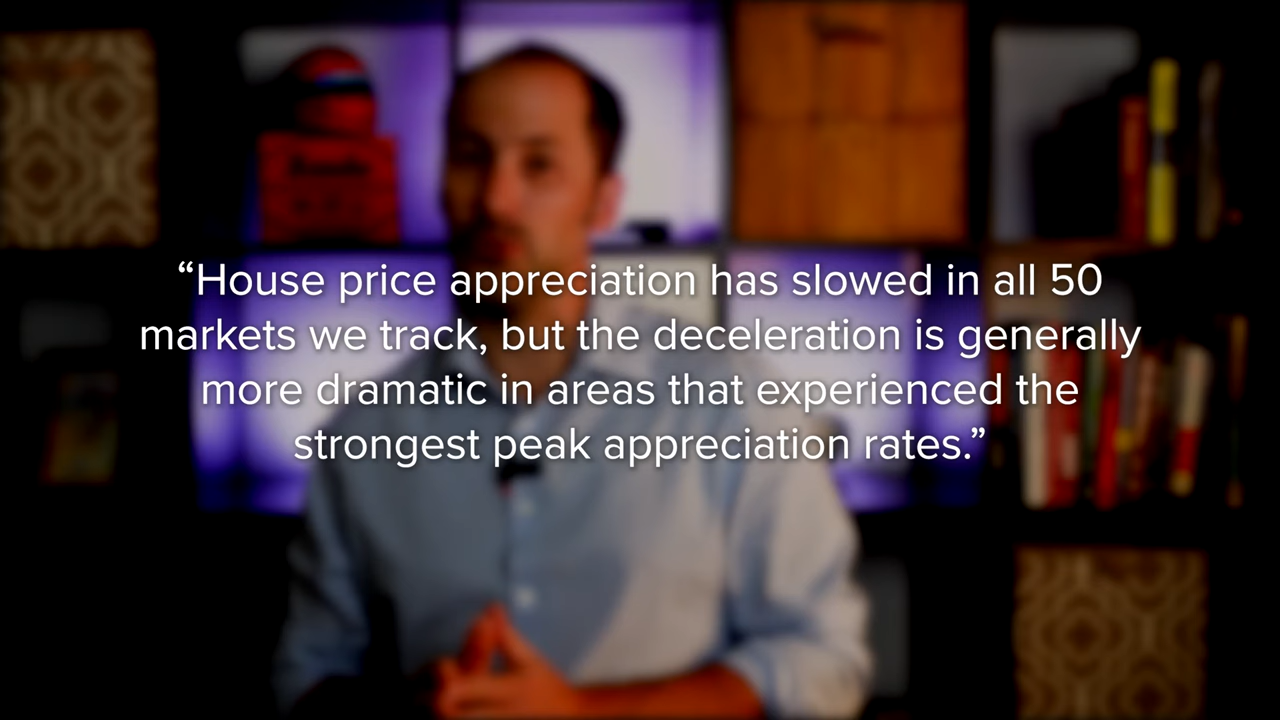 “House price appreciation has slowed in all 50
markets we track, but the deceleration is generally
more dramatic in areas that experienced the
strongest peak appreciation rates.”